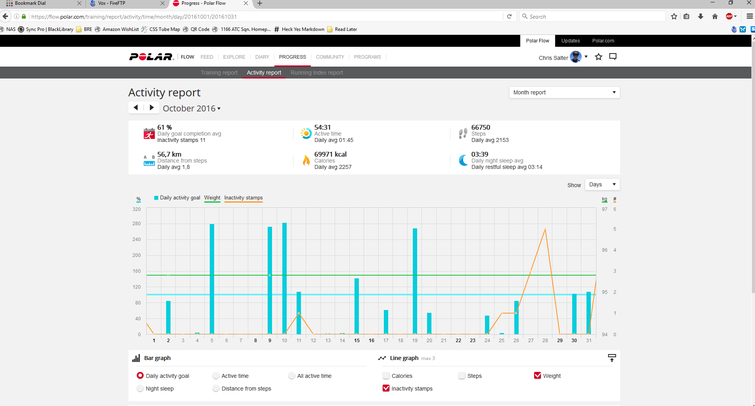 Bookmark Dial
Vox - FireFTP
Progress - Polar Flow
https://flow.polar.com/training/report/activity/time/month/day/20161001/20161031
Search
NAS
Sync Pro
BlackLibrary
BRE
Amazon WishList
CSS Tube Map
QR Code
1166 ATC Sqn. Homep...
Heck Yes Markdown
Read Later
Polar Flow Updates Polar.com
POLAR. FLOW FEED EXPLORE DIARY PROGRESS COMMUNITY PROGRAMS
Chris Salter
Training report Activity report Running Index report
Activity report
October 2016
Month report
61 %
Daily goal completion avg
Inactivity stamps 11
54:31
Active time
Daily avg 01:45
66750
Steps
Daily avg 2153
56,7 km
Distance from steps
Daily avg 1.8
69971 kcal
Calories
Daily avg 2257
03:39
Daily night sleep avg
Daily restful sleep avg 03:14
Show Days
% Daily activity goal Weight Inactivity stamps kg #
320 97 6
280
240 5
200 96 4
160 3
120
80 95 2
40 1
0 94 0
1 2 3 4 5 6 7 8 9 10 11 12 13 14 15 16 17 18 19 20 21 22 23 24 25 26 27 28 29 30 31
Bar graph
Daily activity goal Active time All active time
Night sleep Distance from steps
Line graph max 2
Calories Steps Weight
Inactivity stamps